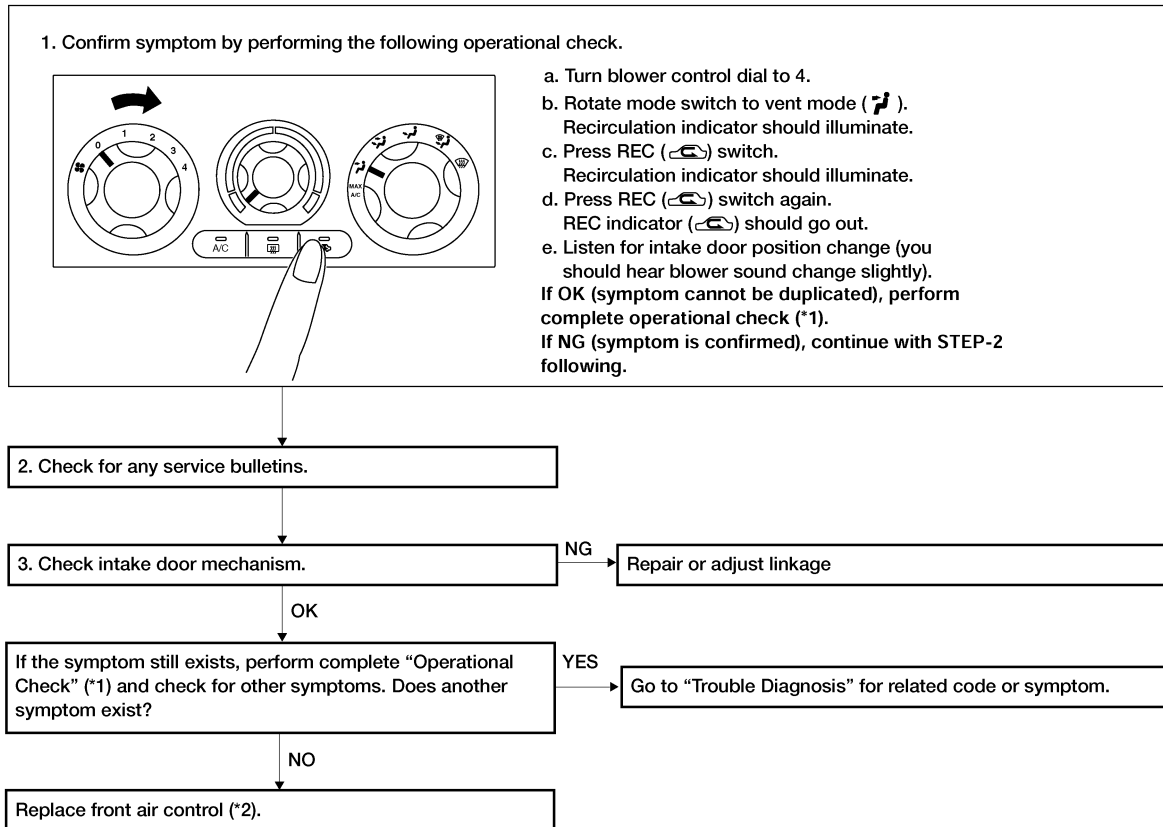 1. Confirm symptom by performing the following operational check.
0
1
2
3
4
MAX
A/C
A/C
a. Turn blower control dial to 4.
b. Rotate mode switch to vent mode ( ).
Recirculation indicator should illuminate.
c. Press REC ( ) switch.
Recirculation indicator should illuminate.
d. Press REC ( ) switch again.
REC indicator ( ) should go out.
e. Listen for intake door position change (you
should hear blower sound change slightly).
If OK (symptom cannot be duplicated), perform
complete operational check (*1).
If NG (symptom is confirmed), continue with STEP-2
following.
2. Check for any service bulletins.
3. Check intake door mechanism.
NG
Repair or adjust linkage
OK
If the symptom still exists, perform complete “Operational
Check” (*1) and check for other symptoms. Does another
symptom exist?
YES
Go to “Trouble Diagnosis” for related code or symptom.
NO
Replace front air control (*2).